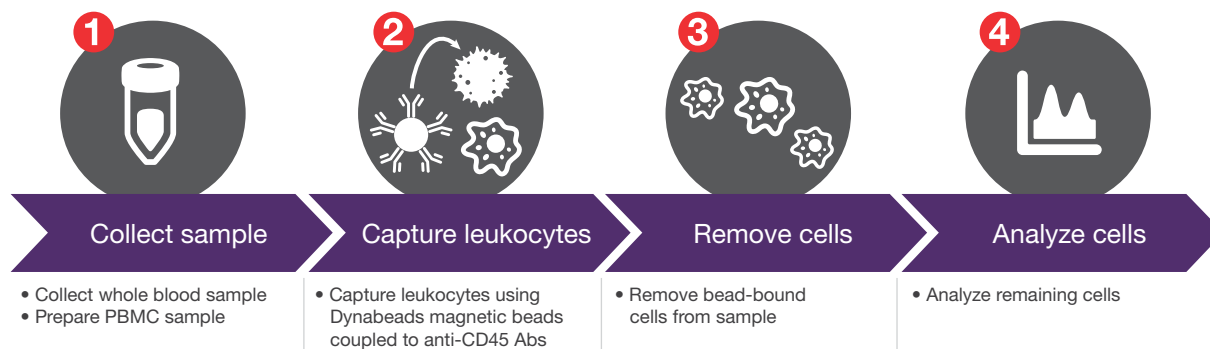 1
2
3
4
Collect sample
Capture leukocytes
Remove cells
Analyze cells
• Collect whole blood sample
• Prepare PBMC sample
• Capture leukocytes using
Dynabeads magnetic beads
coupled to anti-CD45 Abs
• Remove bead-bound
cells from sample
• Analyze remaining cells